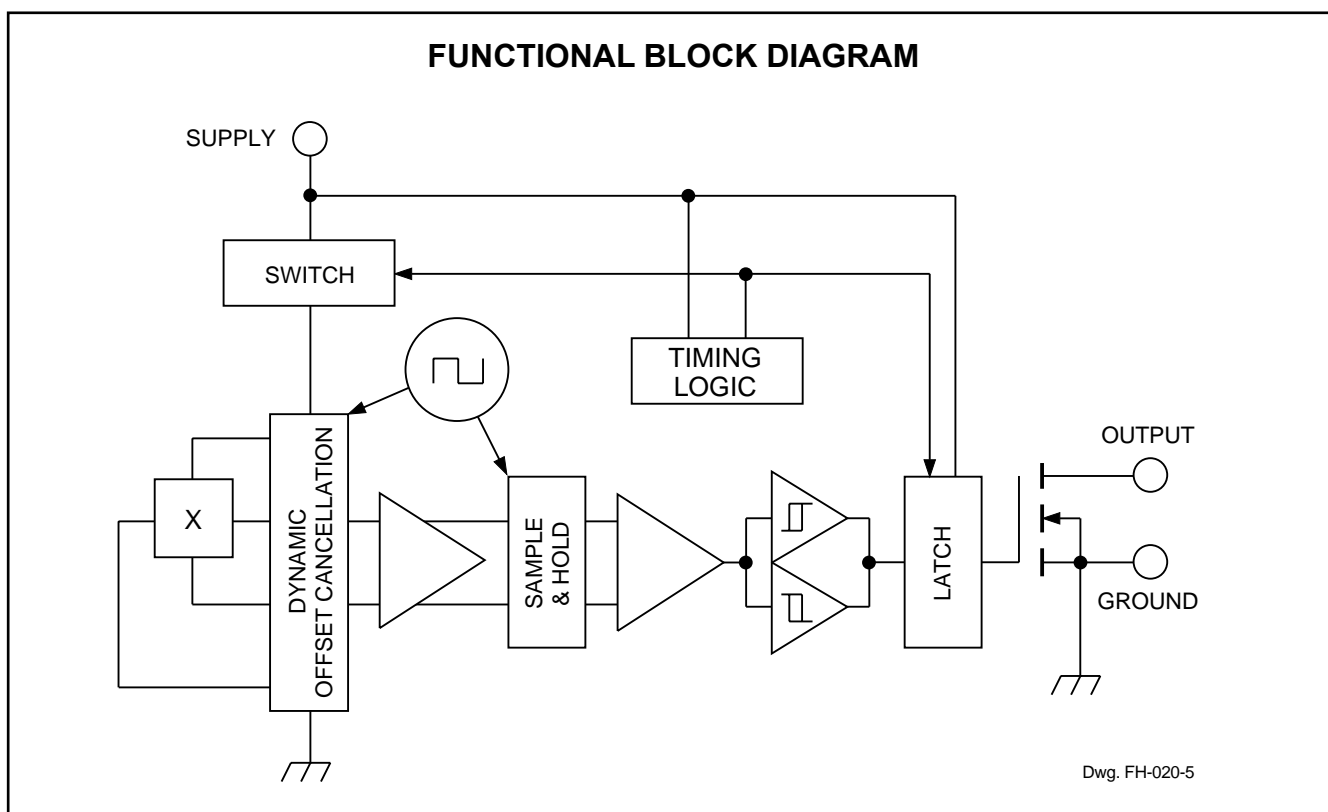 FUNCTIONAL BLOCK DIAGRAM
SUPPLY
SWITCH
TIMING
LOGIC
X
DYNAMIC
OFFSET CANCELLATION
SAMPLE
& HOLD
LATCH
OUTPUT
GROUND
Dwg. FH-020-5